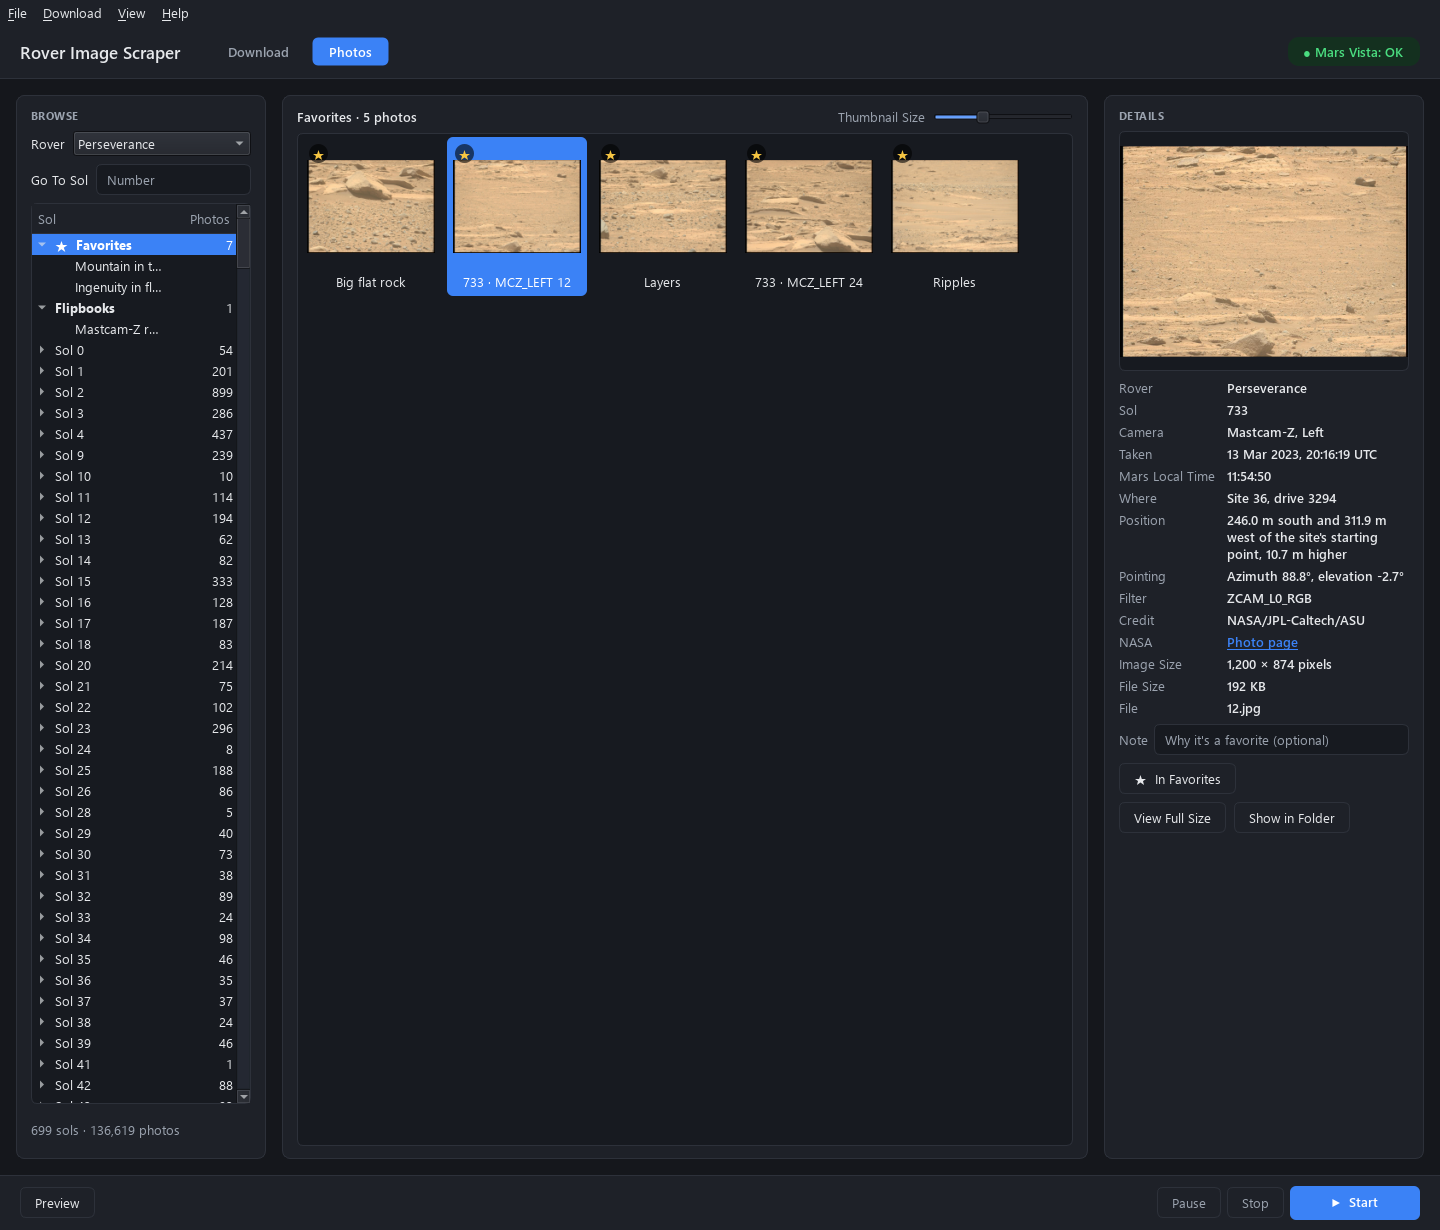 File Download View Help
Rover Image Scraper Download Photos ● Mars Vista: OK
BROWSE
Rover Perseverance
Go To Sol Number
Sol Photos
★ Favorites 7
Mountain in t...
Ingenuity in fl...
Flipbooks 1
Mastcam-Z r...
Sol 0 54
Sol 1 201
Sol 2 899
Sol 3 286
Sol 4 437
Sol 9 239
Sol 10 10
Sol 11 114
Sol 12 194
Sol 13 62
Sol 14 82
Sol 15 333
Sol 16 128
Sol 17 187
Sol 18 83
Sol 20 214
Sol 21 75
Sol 22 102
Sol 23 296
Sol 24 8
Sol 25 188
Sol 26 86
Sol 28 5
Sol 29 40
Sol 30 73
Sol 31 38
Sol 32 89
Sol 33 24
Sol 34 98
Sol 35 46
Sol 36 35
Sol 37 37
Sol 38 24
Sol 39 46
Sol 41 1
Sol 42 88
699 sols · 136,619 photos
Favorites · 5 photos Thumbnail Size
Big flat rock 733 · MCZ_LEFT 12 Layers 733 · MCZ_LEFT 24 Ripples
DETAILS
Rover Perseverance
Sol 733
Camera Mastcam-Z, Left
Taken 13 Mar 2023, 20:16:19 UTC
Mars Local Time 11:54:50
Where Site 36, drive 3294
Position 246.0 m south and 311.9 m
west of the site's starting
point, 10.7 m higher
Pointing Azimuth 88.8°, elevation -2.7°
Filter ZCAM_L0_RGB
Credit NASA/JPL-Caltech/ASU
NASA Photo page
Image Size 1,200 × 874 pixels
File Size 192 KB
File 12.jpg
Note Why it's a favorite (optional)
★ In Favorites
View Full Size Show in Folder
Preview Pause Stop ► Start